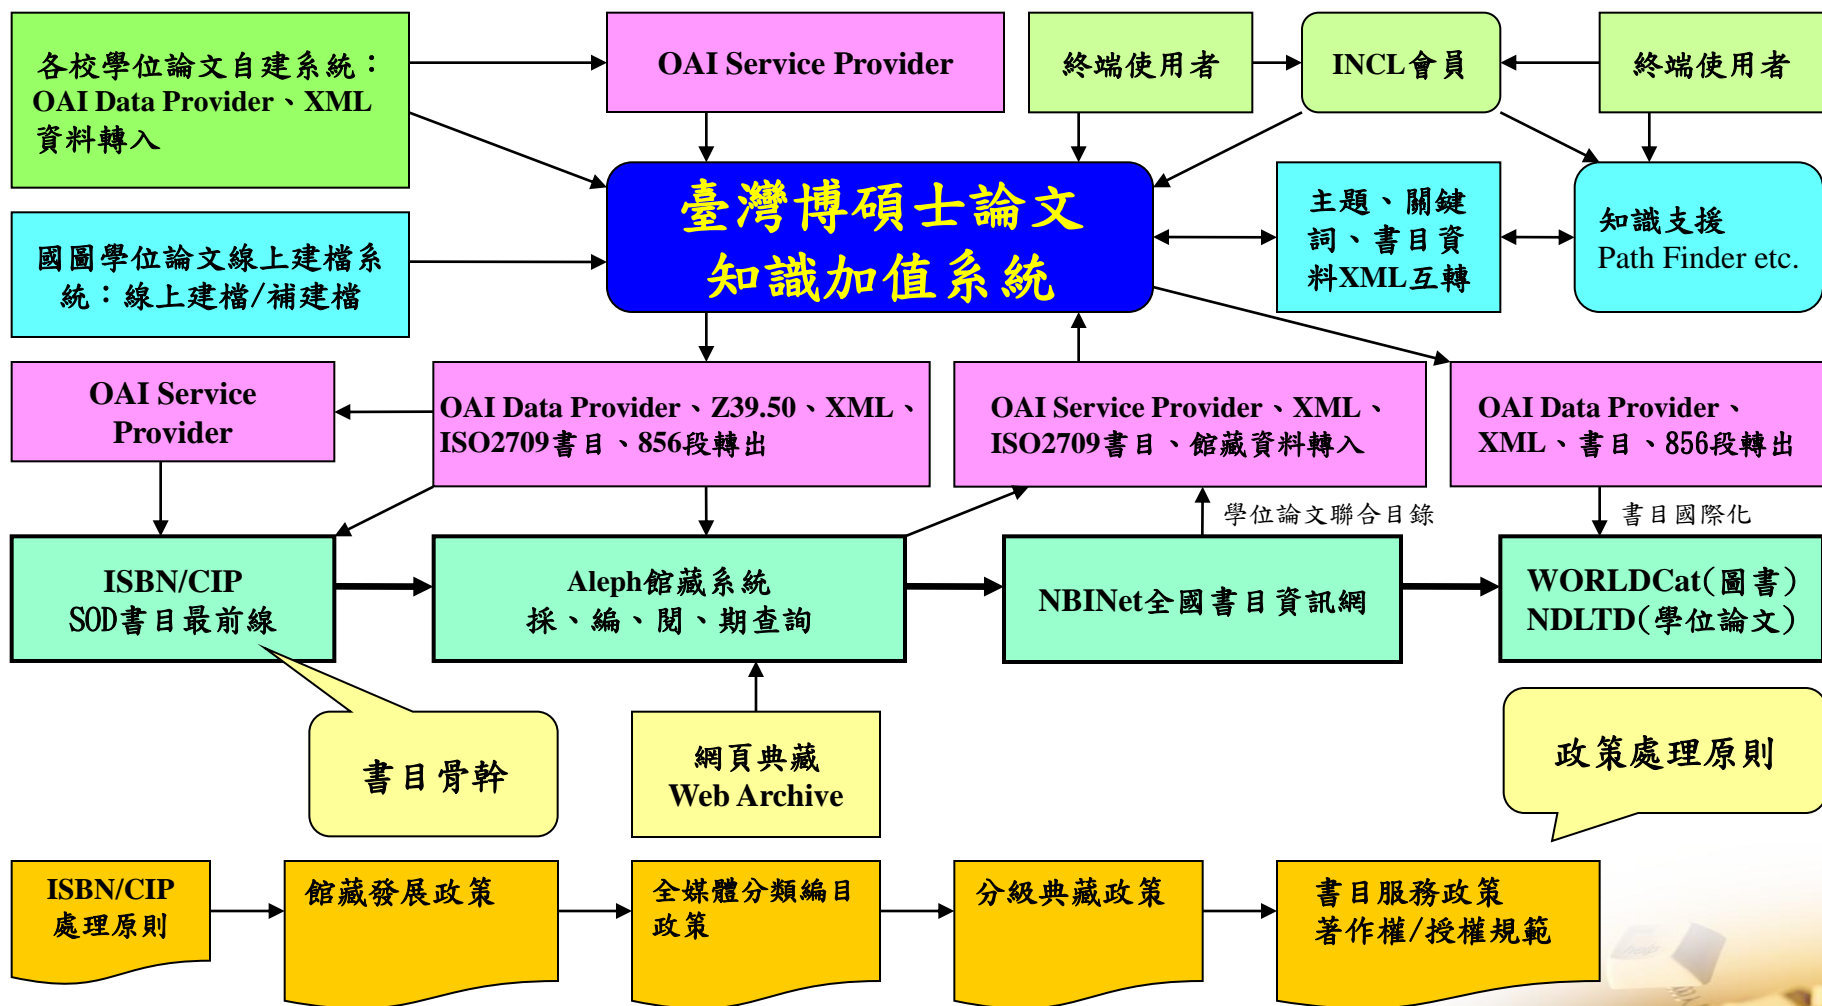 各校學位論文自建系統：
OAI Data Provider、XML
資料轉入
OAI Service Provider
終端使用者
INCL會員
終端使用者
臺灣博碩士論文
知識加值系統
主題、關鍵
詞、書目資
料XML互轉
知識支援
Path Finder etc.
國圖學位論文線上建檔系
統：線上建檔/補建檔
OAI Service
Provider
OAI Data Provider、Z39.50、XML、
ISO2709書目、856段轉出
OAI Service Provider、XML、
ISO2709書目、館藏資料轉入
OAI Data Provider、
XML、書目、856段轉出
學位論文聯合目錄
書目國際化
ISBN/CIP
SOD書目最前線
Aleph館藏系統
採、編、閱、期查詢
NBINet全國書目資訊網
WORLDCat(圖書)
NDLTD(學位論文)
書目骨幹
網頁典藏
Web Archive
政策處理原則
ISBN/CIP
處理原則
館藏發展政策
全媒體分類編目
政策
分級典藏政策
書目服務政策
著作權/授權規範